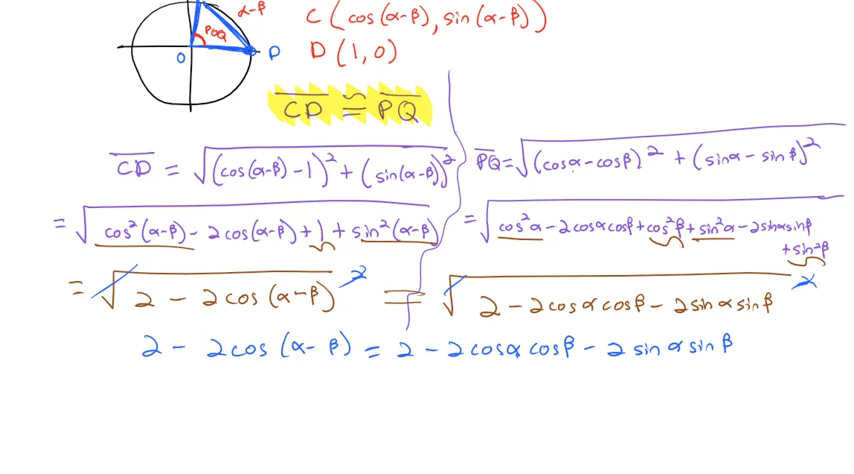 α-β
C (cos(α-β), sin(α-β))
POQ
O
D
D (1, 0)
CD ≅ PQ
CD = √(cos(α-β) - 1)² + (sin(α-β))²
= √cos²(α-β) - 2cos(α-β) + 1 + sin²(α-β)
= √2 - 2cos(α-β) ²
PQ = √(cosα - cosβ)² + (sinα - sinβ)²
= √cos²α - 2cosαcosβ + cos²β + sin²α - 2sinαsinβ
+ sin²β
= √2 - 2cosαcosβ - 2sinαsinβ ²
2 - 2cos(α-β) = 2 - 2cosαcosβ - 2sinαsinβ